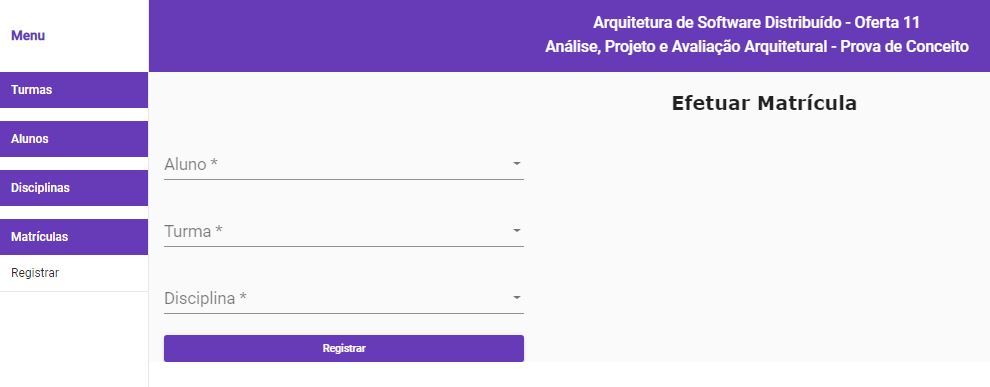 Menu
Arquitetura de Software Distribuído - Oferta 11
Análise, Projeto e Avaliação Arquitetural - Prova de Conceito
Turmas
Alunos
Disciplinas
Matrículas
Registrar
Efetuar Matrícula
Aluno *
Turma *
Disciplina *
Registrar